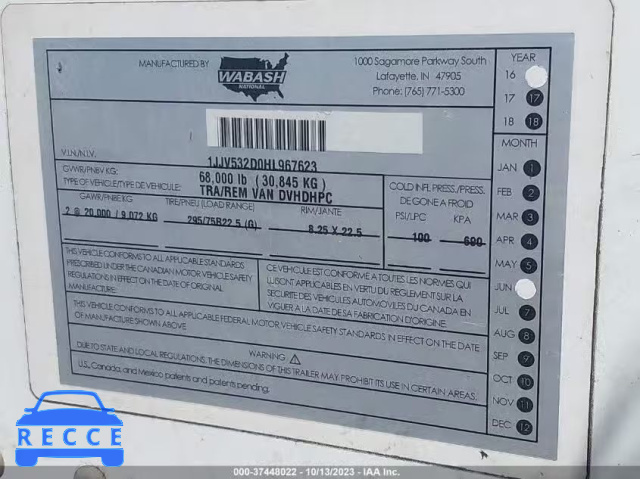 MANUFACTURED BY
WABASH
NATIONAL
1000 Sagamore Parkway South
Lafayette, IN 47905
Phone: (765) 771-5300
V.I.N./N.I.V.
1JJV532D0HL967623
GVWR/PNBV KG:
68,000 lb ( 30,845 KG )
TYPE OF VEHICLE/TYPE DE VEHICULE:
TRA/REM VAN DVHDHPC
GAWR/PNBE KG
TIRE/PNEU (LOAD RANGE)
RIM/JANTE
COLD INFL. PRESS./PRESS.
DE GONE A FROID
PSI/LPC
KPA
2 @ 20,000 / 9,072 KG
295/75R22.5 (G)
8.25 X 22.5
100
690
THIS VEHICLE CONFORMS TO ALL APPLICABLE STANDARDS
PRESCRIBED UNDER THE CANADIAN MOTOR VEHICLE SAFETY
REGULATIONS IN EFFECT ON THE DATE OF ORIGINAL
MANUFACTURE:
CE VEHICULE EST CONFORME A TOUTES LES NORMES QUI
LUI SONT APPLICABLES EN VERTU DU REGLEMENT SUR LA
SECURITE DES VEHICULES AUTOMOBILES DU CANADA EN
VIGUEUR A LA DATE DE SA FABRICATION D'ORIGINE.
THIS VEHICLE CONFORMS TO ALL APPLICABLE FEDERAL MOTOR VEHICLE SAFETY STANDARDS IN EFFECT ON THE DATE
OF MANUFACTURE SHOWN ABOVE
WARNING
DUE TO STATE AND LOCAL REGULATIONS, THE DIMENSIONS OF THIS TRAILER MAY PROHIBIT ITS USE IN CERTAIN AREAS.
U.S., Canada, and Mexico patents and patents pending.
YEAR
16
17 17
18 18
MONTH
JAN 1
FEB 2
MAR 3
APR 4
MAY 5
JUN
JUL 7
AUG 8
SEP 9
OCT 10
NOV 11
DEC 12
RECCE
000-37448022 - 10/13/2023 - IAA Inc.